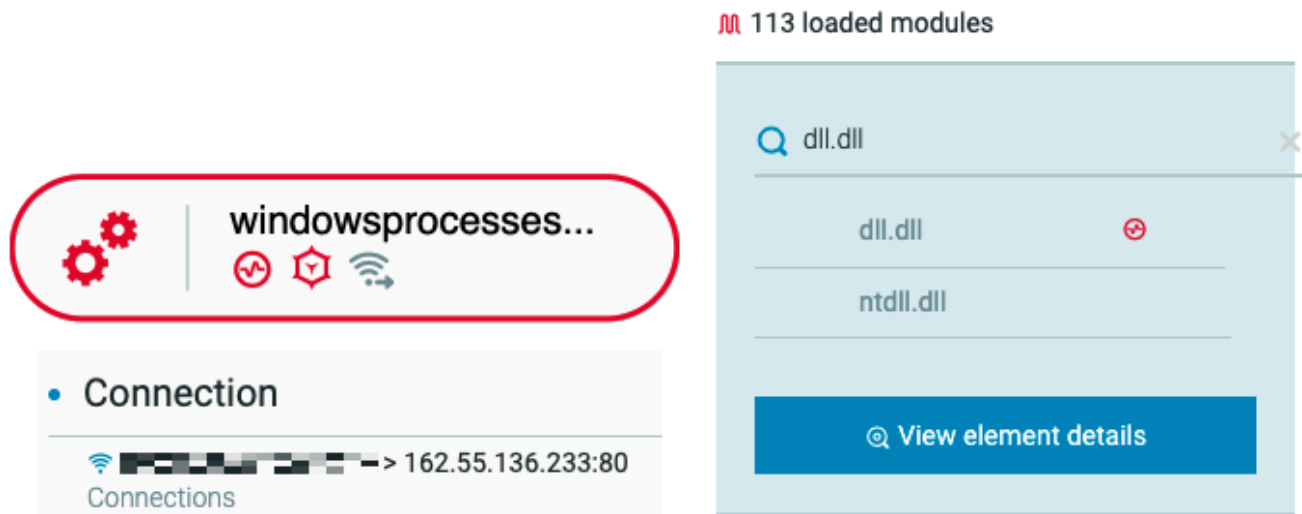 113 loaded modules
dll.dll
dll.dll
ntdll.dll
View element details
windowsprocesses...
Connection
> 162.55.136.233:80
Connections